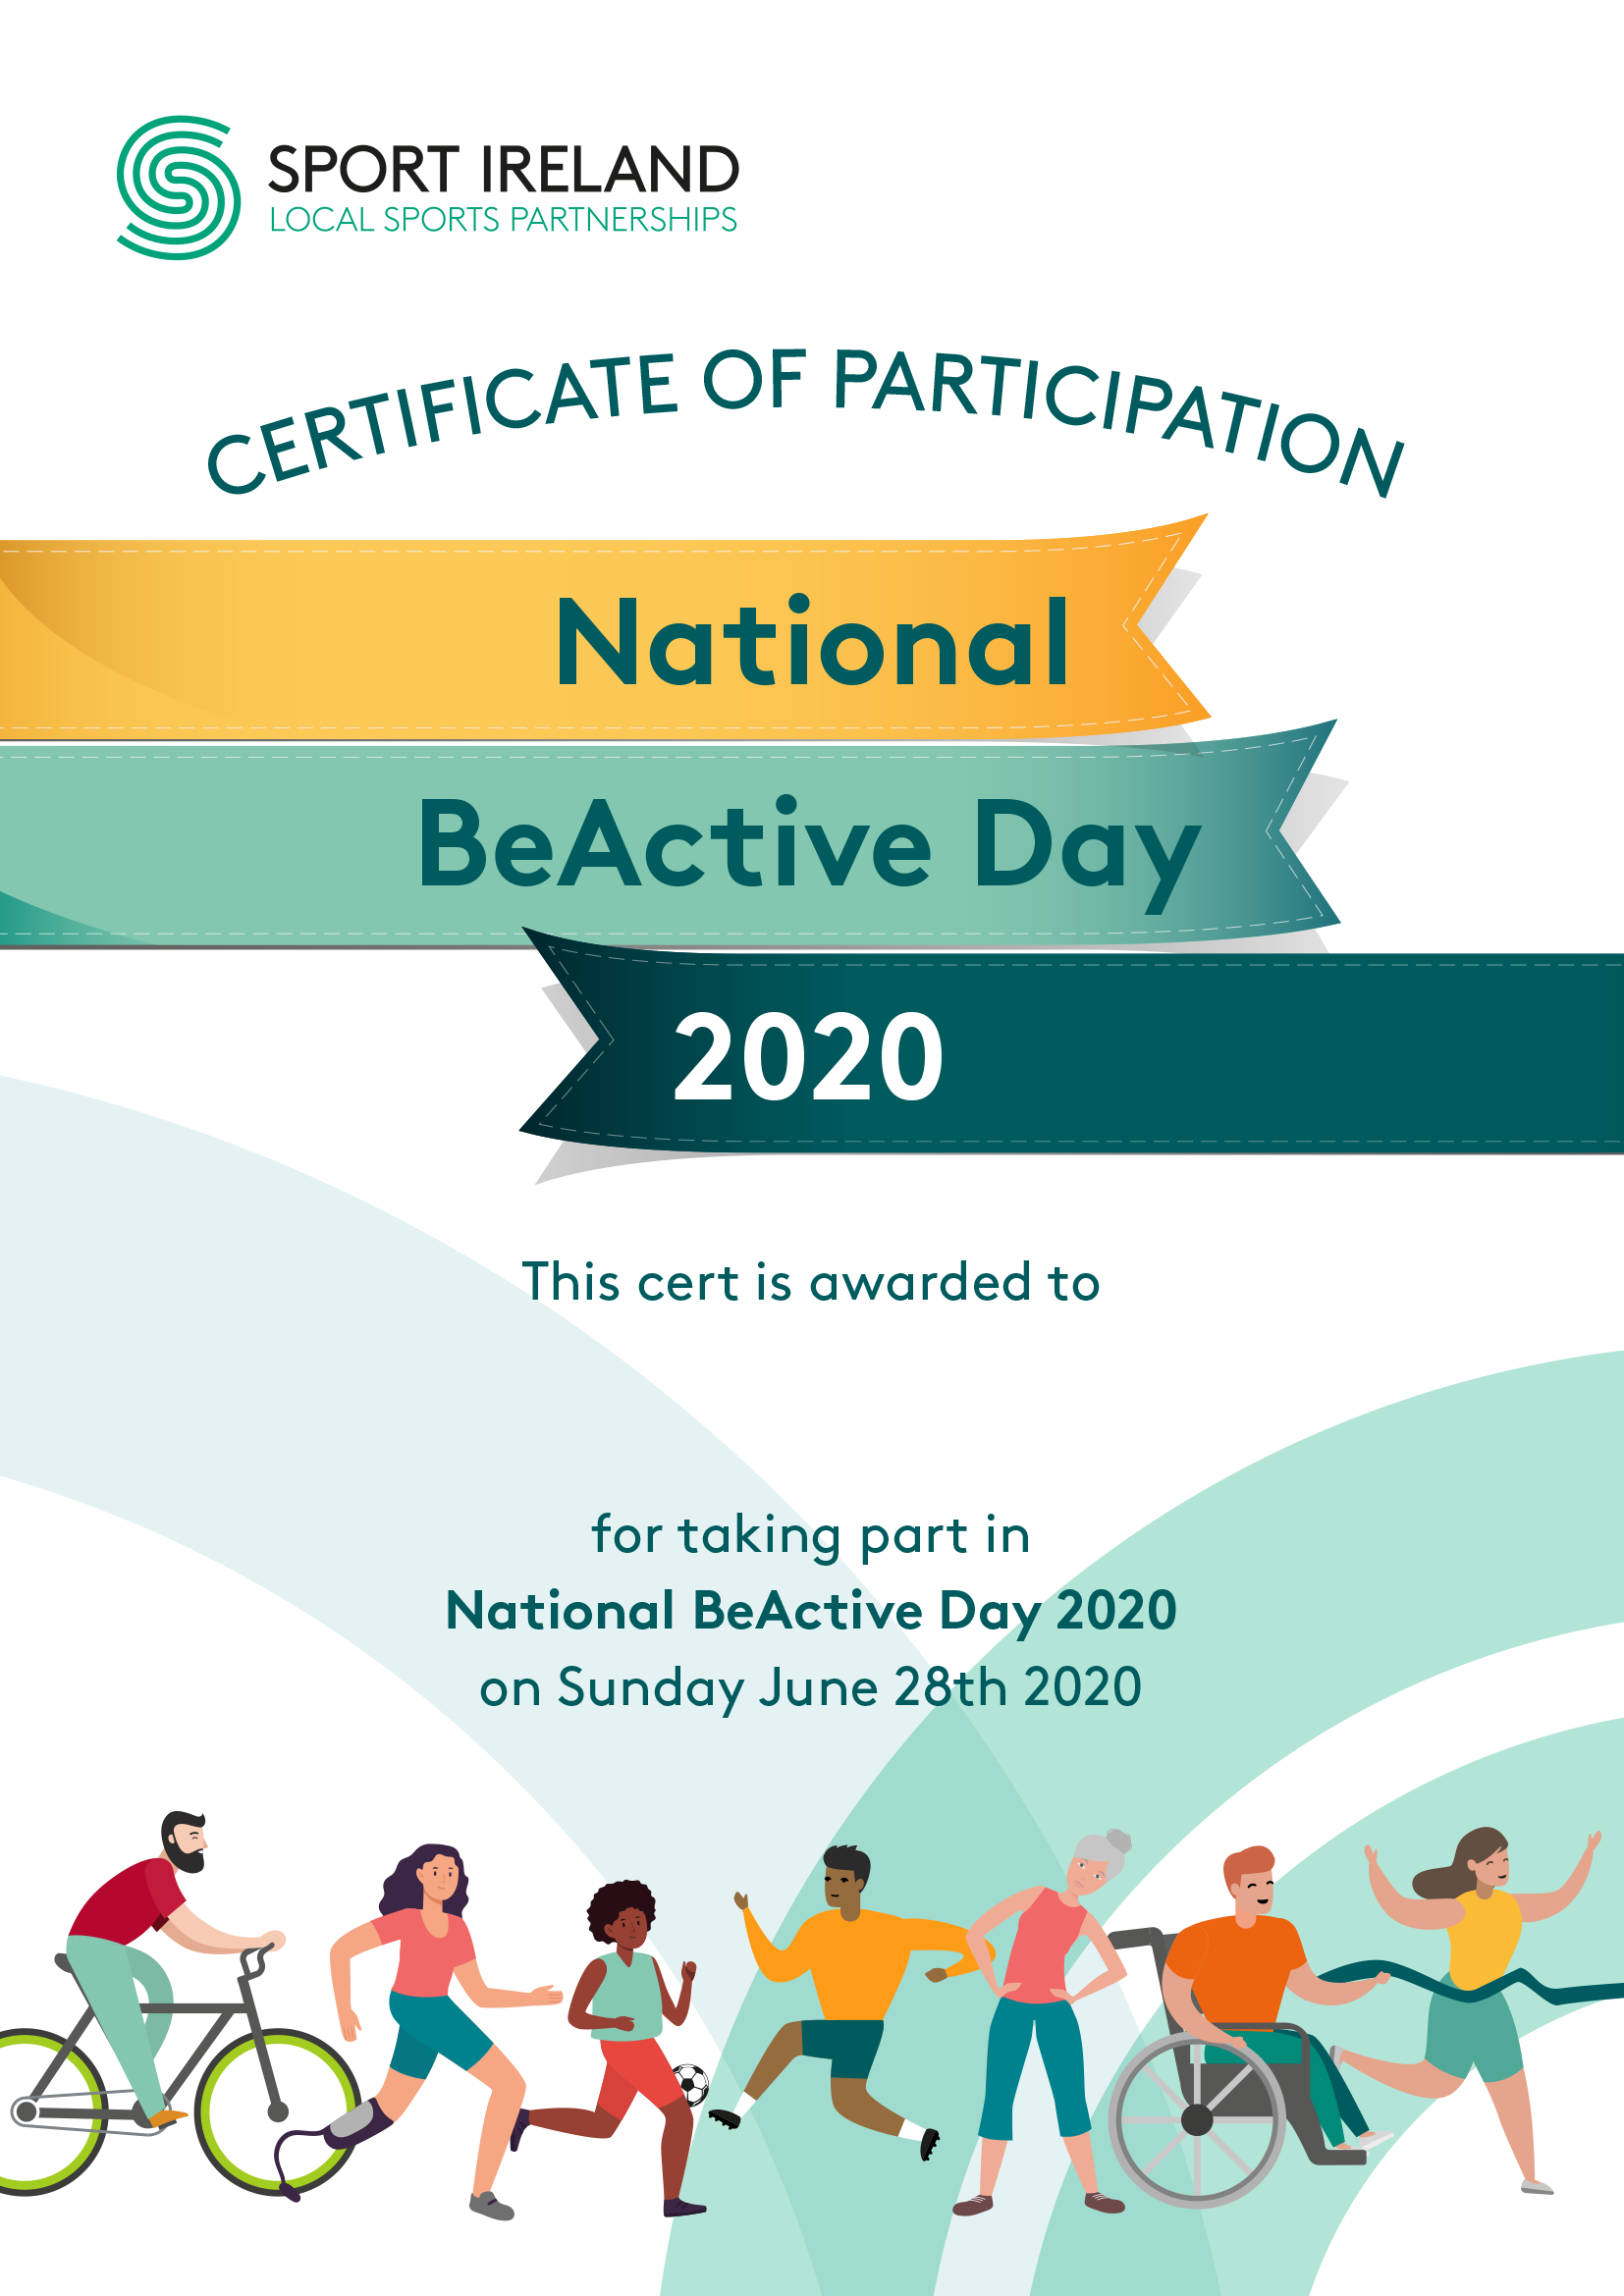 SPORT IRELAND
LOCAL SPORTS PARTNERSHIPS
CERTIFICATE OF PARTICIPATION
National
BeActive Day
2020
This cert is awarded to
for taking part in
National BeActive Day 2020
on Sunday June 28th 2020